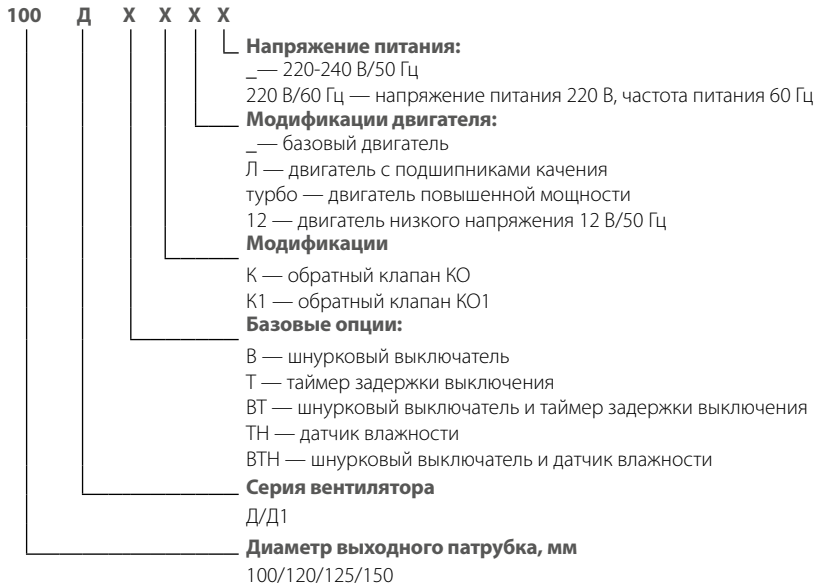 100 Д Х Х Х Х
Напряжение питания:
_— 220-240 В/50 Гц
220 В/60 Гц — напряжение питания 220 В, частота питания 60 Гц
Модификации двигателя:
_— базовый двигатель
Л — двигатель с подшипниками качения
турбо — двигатель повышенной мощности
12 — двигатель низкого напряжения 12 В/50 Гц
Модификации
К — обратный клапан КО
К1 — обратный клапан КО1
Базовые опции:
В — шнурковый выключатель
Т — таймер задержки выключения
ВТ — шнурковый выключатель и таймер задержки выключения
ТН — датчик влажности
ВТН — шнурковый выключатель и датчик влажности
Серия вентилятора
Д/Д1
Диаметр выходного патрубка, мм
100/120/125/150